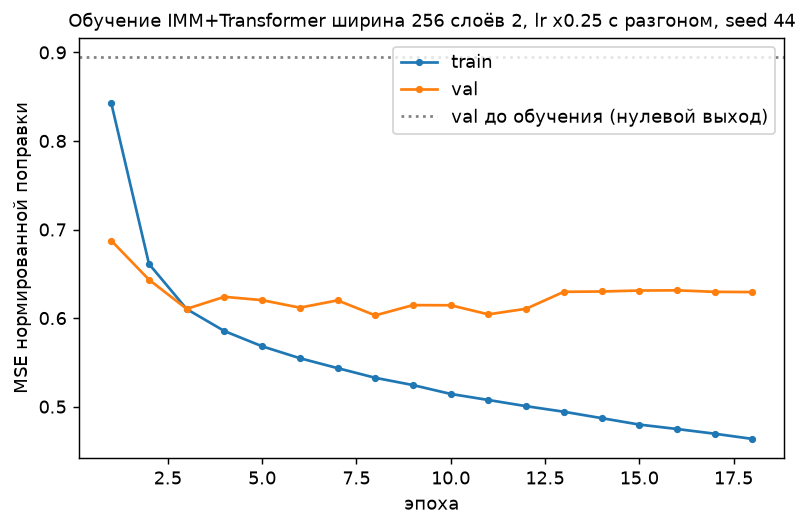 Обучение IMM+Transformer ширина 256 слоёв 2, lr x0.25 с разгоном, seed 44
train
val
val до обучения (нулевой выход)
MSE нормированной поправки
0.9
0.8
0.7
0.6
0.5
2.5 5.0 7.5 10.0 12.5 15.0 17.5
эпоха